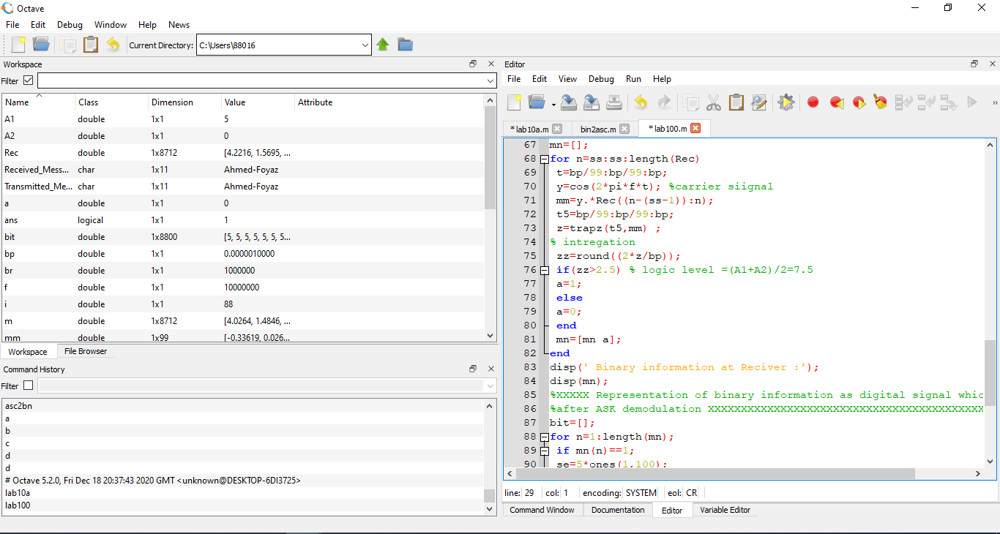 Octave
File Edit Debug Window Help News
Current Directory: C:\Users\88016
Workspace
Filter
Name Class Dimension Value Attribute
A1 double 1x1 5
A2 double 1x1 0
Rec double 1x8712 [4.2216, 1.5695, ...
Received_Mess... char 1x11 Ahmed-Foyaz
Transmitted_Me... char 1x11 Ahmed-Foyaz
a double 1x1 0
ans logical 1x1 1
bit double 1x8800 [5, 5, 5, 5, 5, 5, 5...
bp double 1x1 0.0000010000
br double 1x1 1000000
f double 1x1 10000000
i double 1x1 88
m double 1x8712 [4.0264, 1.4846, ...
mm double 1x99 [-0.33619, 0.026...
Workspace File Browser
Command History
Filter
asc2bn
a
b
c
d
d
# Octave 5.2.0, Fri Dec 18 20:37:43 2020 GMT <unknown@DESKTOP-6DI3725>
lab10a
lab100
Editor
File Edit View Debug Run Help
* lab10a.m bin2asc.m * lab100.m
67 mn=[];
68 for n=ss:ss:length(Rec)
69 t=bp/99:bp/99:bp;
70 y=cos(2*pi*f*t); %carrier siignal
71 mm=y.*Rec((n-(ss-1)):n);
72 t5=bp/99:bp/99:bp;
73 z=trapz(t5,mm) ;
74 % intregation
75 zz=round((2*z/bp));
76 if(zz>2.5) % logic level =(A1+A2)/2=7.5
77 a=1;
78 else
79 a=0;
80 end
81 mn=[mn a];
82 end
83 disp(' Binary information at Reciver :');
84 disp(mn);
85 %XXXXX Representation of binary information as digital signal whic
86 %after ASK demodulation XXXXXXXXXXXXXXXXXXXXXXXXXXXXXXXXXXXXXXXXXX
87 bit=[];
88 for n=1:length(mn);
89 if mn(n)==1;
90 se=5*ones(1,100);
line: 29 col: 1 encoding: SYSTEM eol: CR
Command Window Documentation Editor Variable Editor